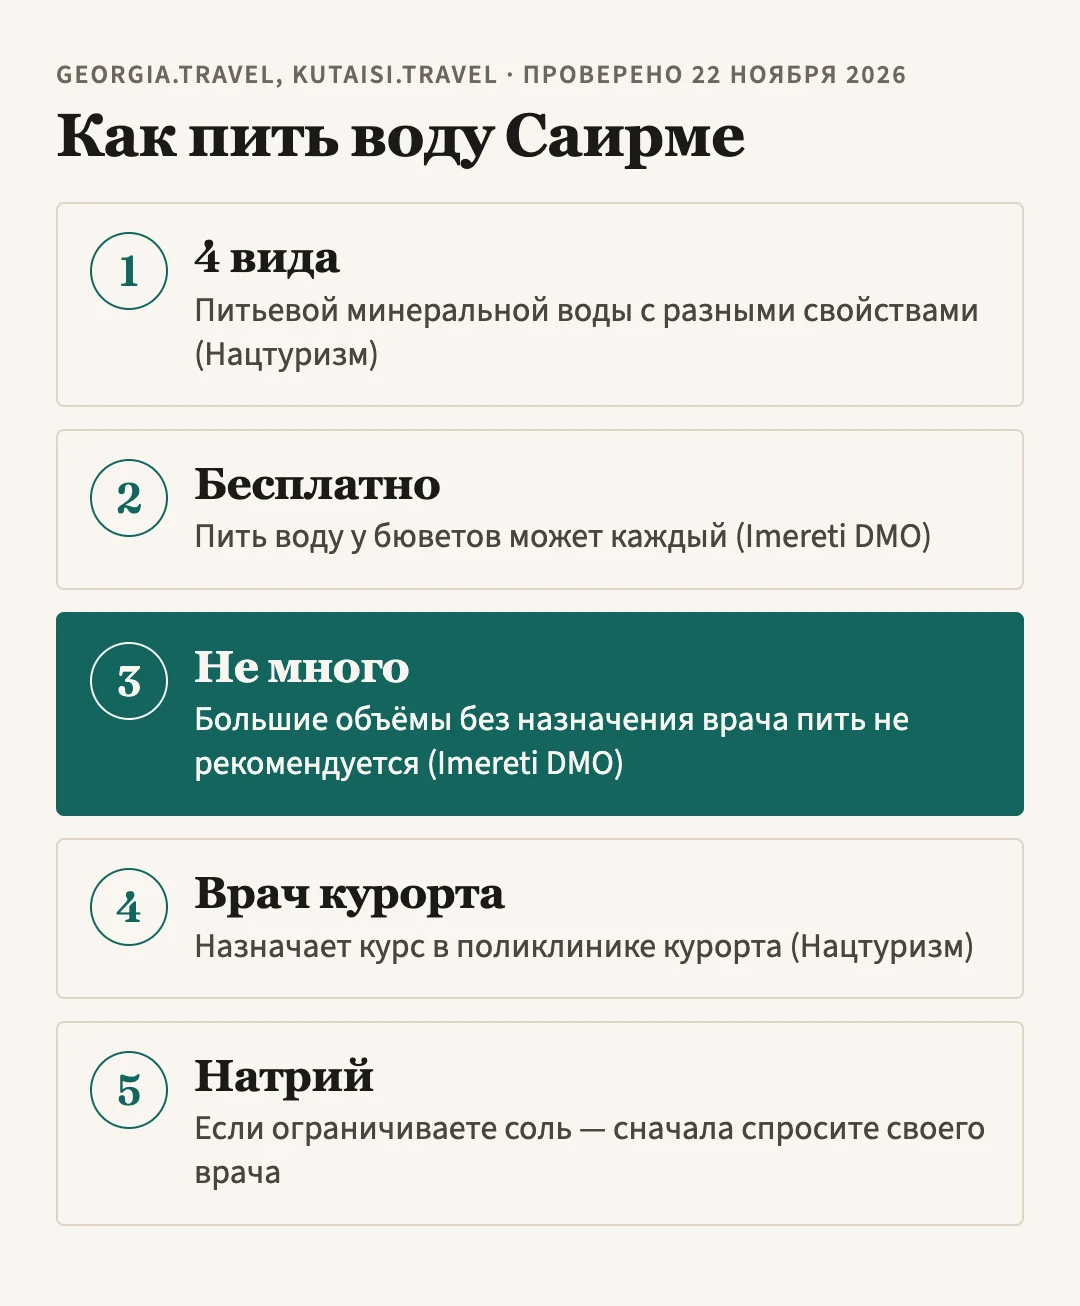 GEORGIA.TRAVEL, KUTAISI.TRAVEL · ПРОВЕРЕНО 22 НОЯБРЯ 2026
Как пить воду Саирме
1
4 вида
Питьевой минеральной воды с разными свойствами
(Нацтуризм)
2
Бесплатно
Пить воду у бюветов может каждый (Imereti DMO)
3
Не много
Большие объёмы без назначения врача пить не
рекомендуется (Imereti DMO)
4
Врач курорта
Назначает курс в поликлинике курорта (Нацтуризм)
5
Натрий
Если ограничиваете соль — сначала спросите своего
врача